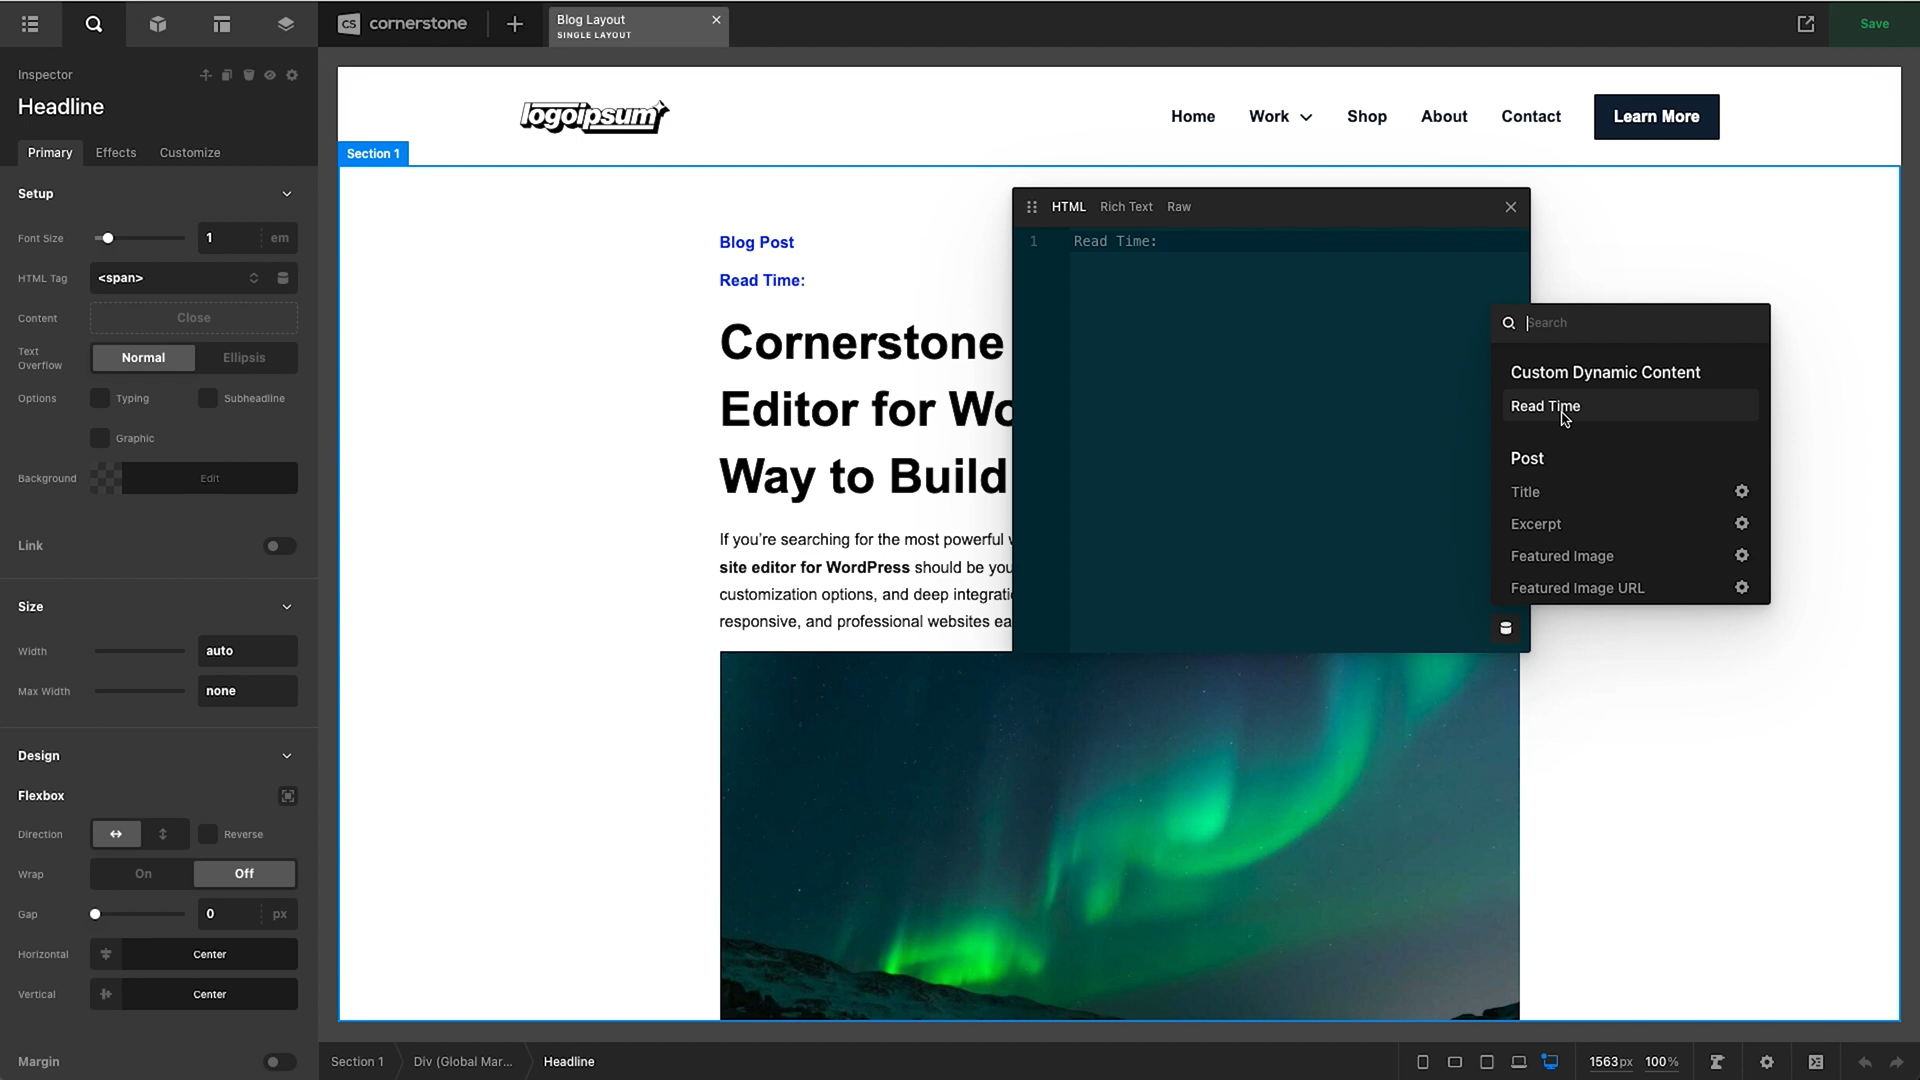 cornerstone
Blog Layout
SINGLE LAYOUT
Save
Inspector
Headline
Primary Effects Customize
Setup
Font Size 1 em
HTML Tag <span>
Content Close
Text Overflow Normal Ellipsis
Options Typing Subheadline
Graphic
Background Edit
Link
Size
Width auto
Max Width none
Design
Flexbox
Direction Reverse
Wrap On Off
Gap 0 px
Horizontal Center
Vertical Center
Margin
logoipsum
Home Work Shop About Contact Learn More
Section 1
Blog Post
Read Time:
Cornerstone
Editor for Wo
Way to Build
If you're searching for the most powerful
site editor for WordPress should be you
customization options, and deep integrati
responsive, and professional websites ea
HTML Rich Text Raw
1 Read Time:
Search
Custom Dynamic Content
Read Time
Post
Title
Excerpt
Featured Image
Featured Image URL
Section 1 Div (Global Mar... Headline
1563px 100%